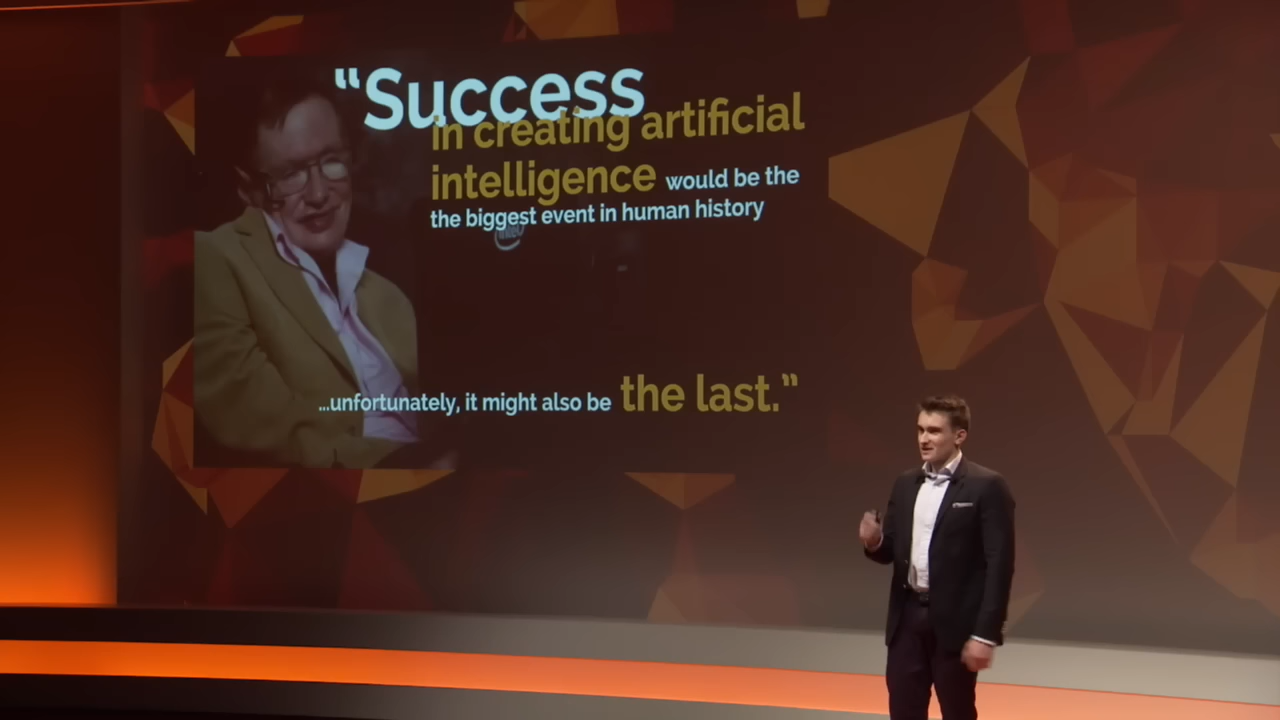 “Success
in creating artificial
intelligence would be the
the biggest event in human history
intel
...unfortunately, it might also be the last.”